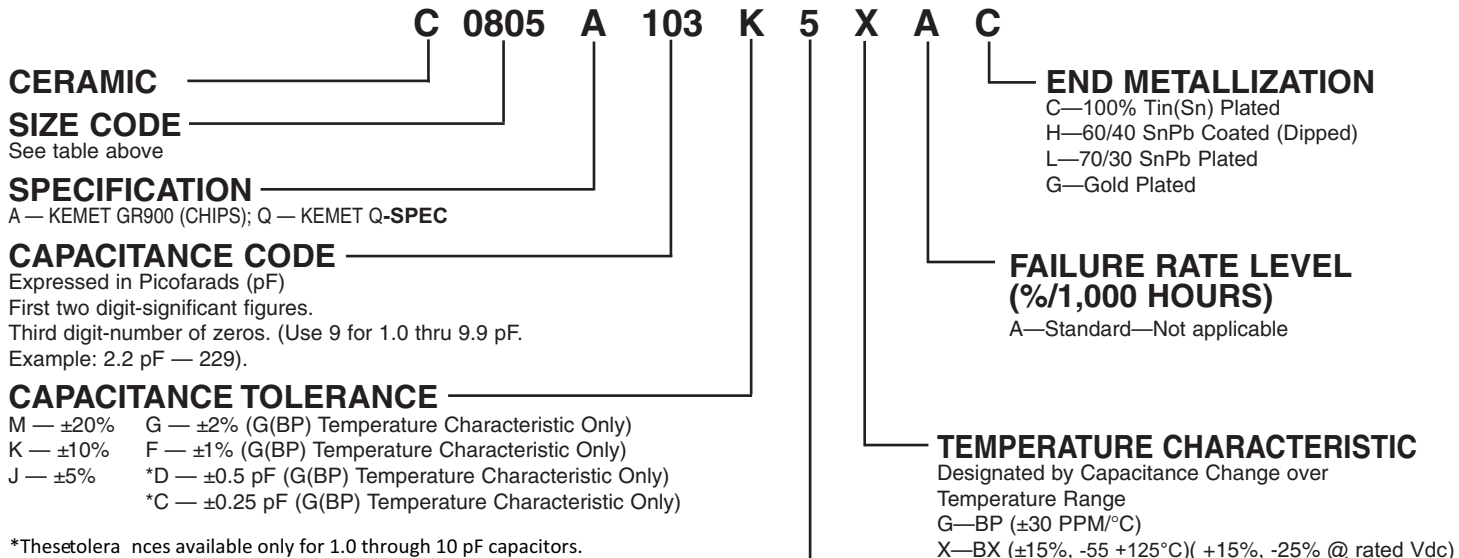 C 0805 A 103 K 5 X A C
CERAMIC
SIZE CODE
See table above
SPECIFICATION
A — KEMET GR900 (CHIPS); Q — KEMET Q-SPEC
CAPACITANCE CODE
Expressed in Picofarads (pF)
First two digit-significant figures.
Third digit-number of zeros. (Use 9 for 1.0 thru 9.9 pF.
Example: 2.2 pF — 229).
CAPACITANCE TOLERANCE
M — ±20% G — ±2% (G(BP) Temperature Characteristic Only)
K — ±10% F — ±1% (G(BP) Temperature Characteristic Only)
J — ±5% *D — ±0.5 pF (G(BP) Temperature Characteristic Only)
*C — ±0.25 pF (G(BP) Temperature Characteristic Only)
*Thesetolera nces available only for 1.0 through 10 pF capacitors.
END METALLIZATION
C—100% Tin(Sn) Plated
H—60/40 SnPb Coated (Dipped)
L—70/30 SnPb Plated
G—Gold Plated
FAILURE RATE LEVEL
(%/1,000 HOURS)
A—Standard—Not applicable
TEMPERATURE CHARACTERISTIC
Designated by Capacitance Change over
Temperature Range
G—BP (±30 PPM/°C)
X—BX (±15%, -55 +125°C)( +15%, -25% @ rated Vdc)